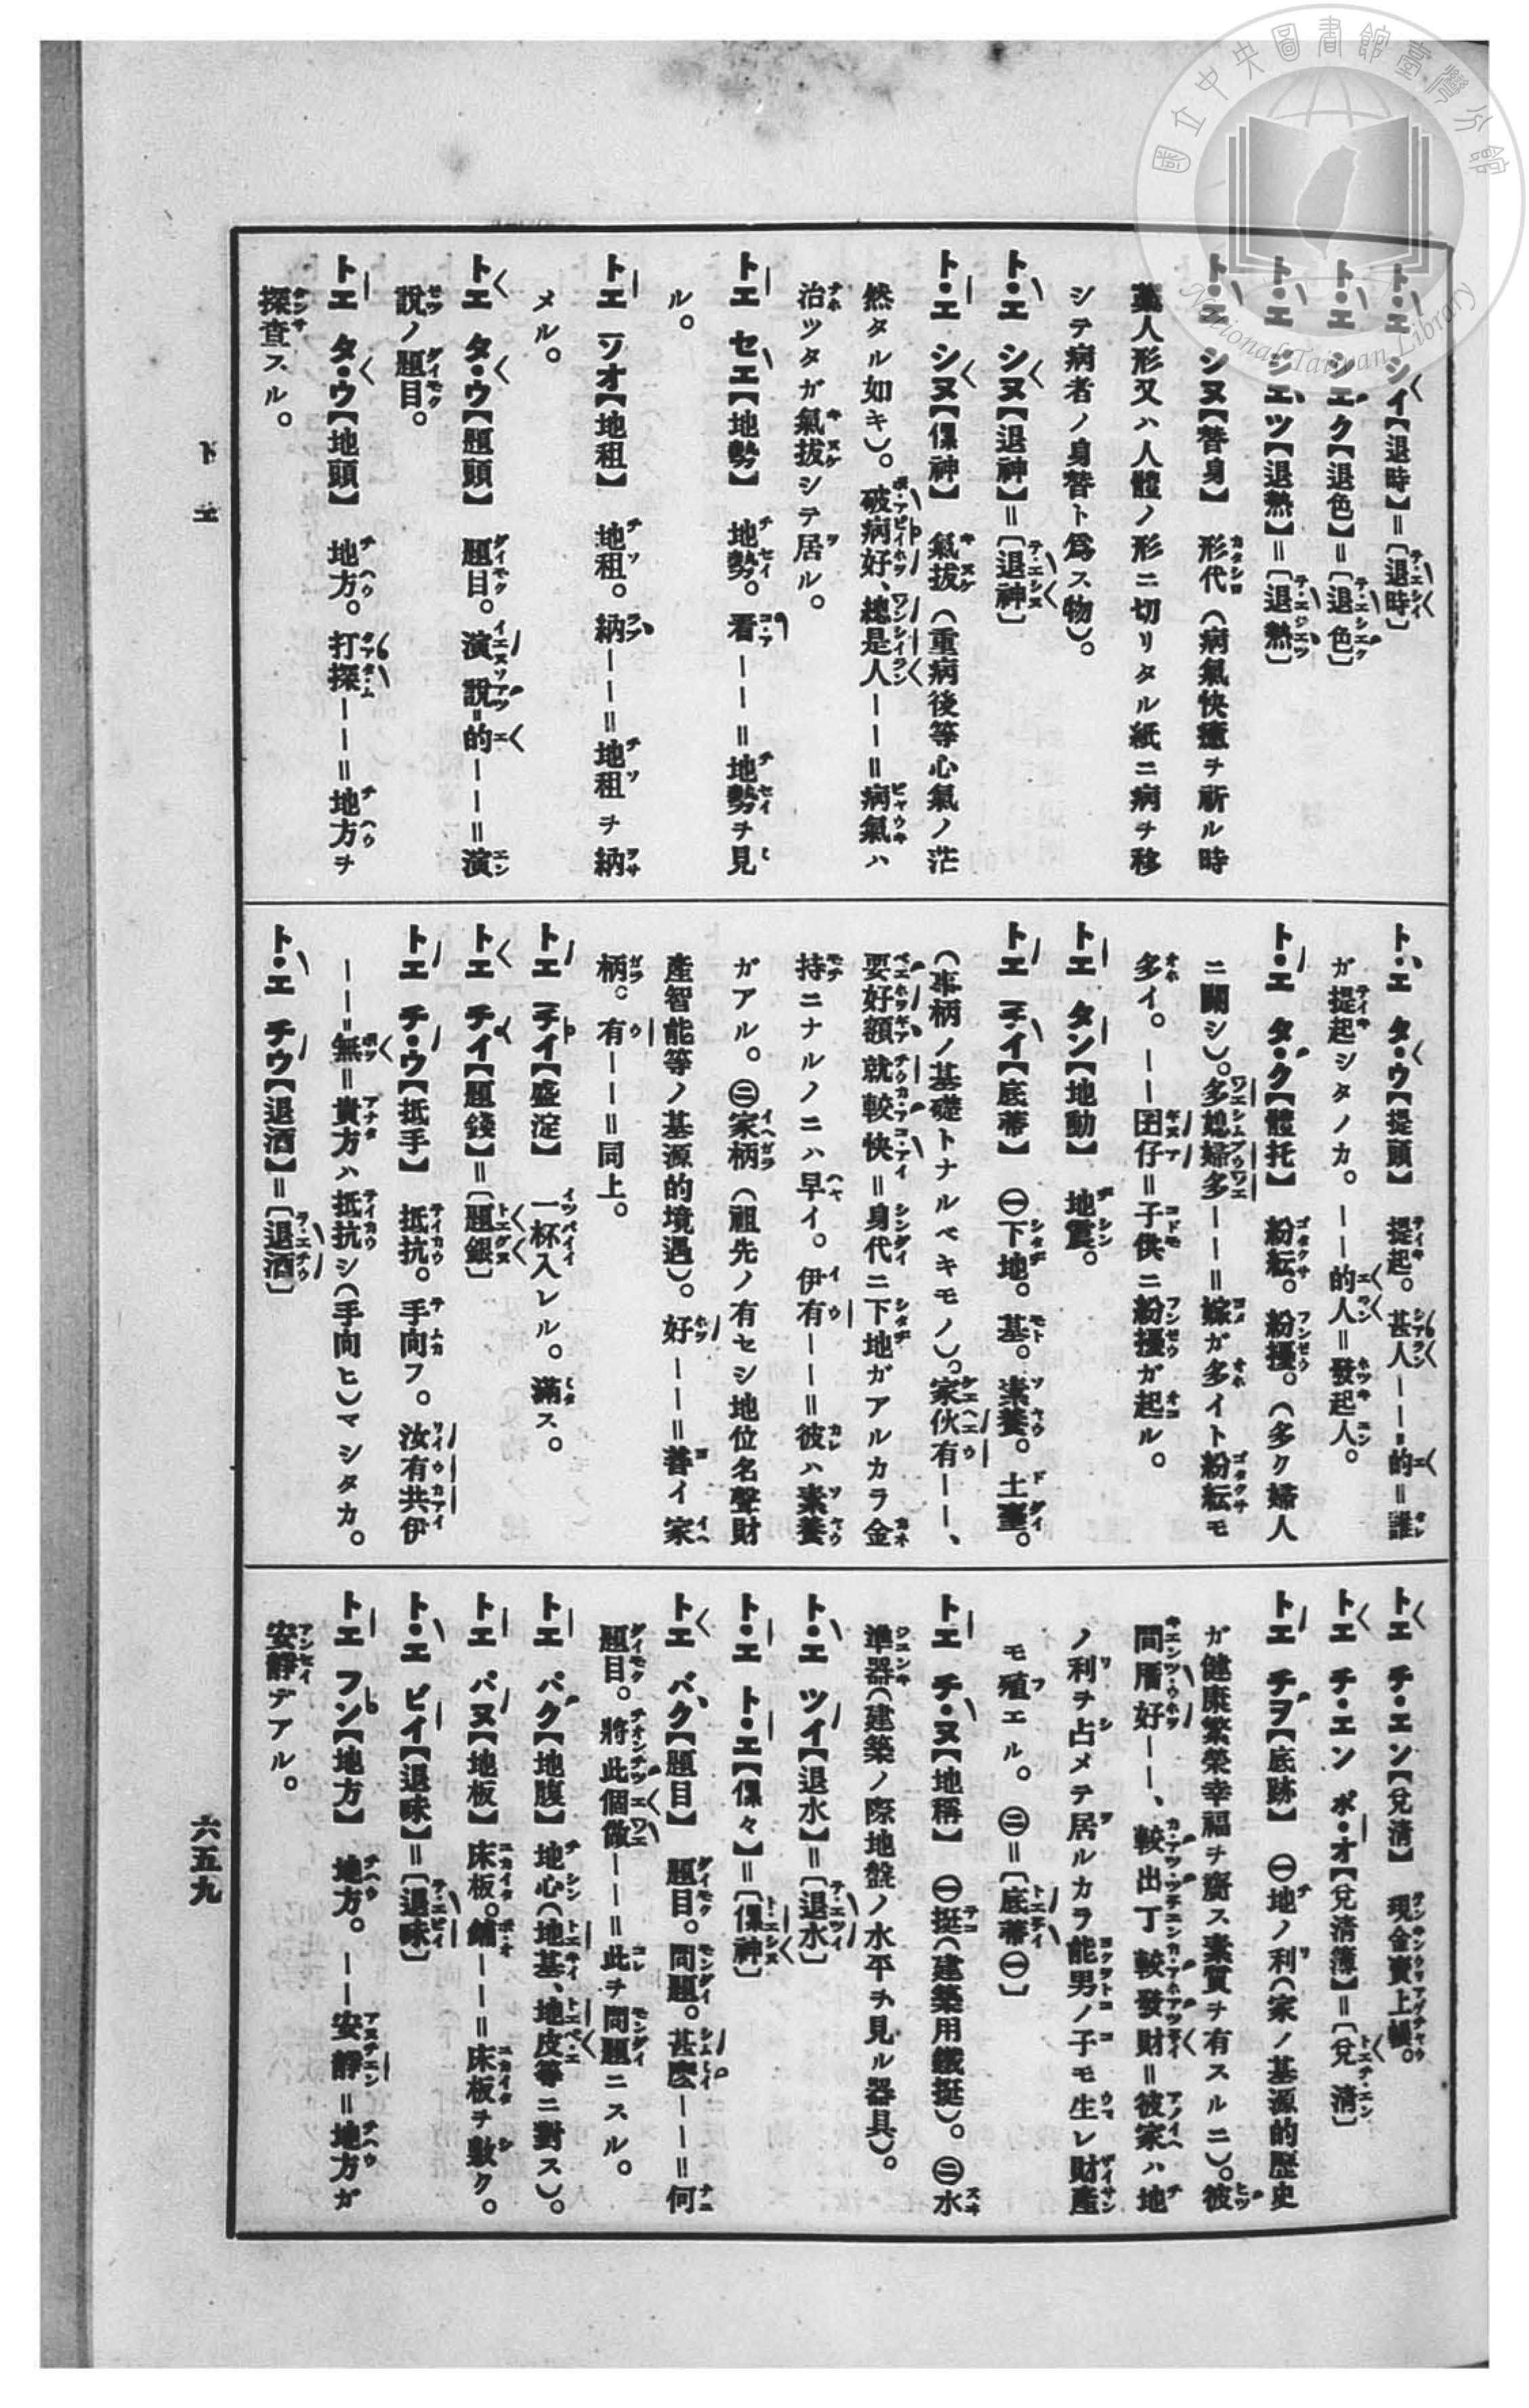 國立中央圖書館臺灣分館
National Taiwan Library
ト・エ シイ【退時】=〔退時〕
ト・エ シエク【退色】=〔退色〕
ト・エ ジエツ【退熱】=〔退熱〕
ト・エ シヌ【替身】 形代（病氣快癒チ祈ル時
藁人形又ハ人體ノ形ニ切リタル紙ニ病チ移
シテ病者ノ身替ト爲ス物）。
ト・エ シヌ【退神】=〔退神〕
ト・エ シヌ【傫神】 氣拔（重病後等心氣ノ茫
然タル如キ）。破病好、總是人――=病氣ハ
治ツタガ氣拔シテ居ル。
トエ セエ【地勢】 地勢。看――=地勢チ見
ル。
トエ ソオ【地租】 地租。納――=地租チ納
メル。
トエ タ・ウ【題頭】 題目。演說的――=演
說ノ題目。
トエ タ・ウ【地頭】 地方。打探――=地方チ
探査スル。
ト・エ タ・ウ【提頭】 提起。甚人――的=誰
ガ提起シタノカ。――的人=發起人。
ト・エ タ・ク【體托】 紛紜。紛擾。（多ク婦人
ニ關シ）。多媳婦多――=嫁ガ多イト紛紜モ
多イ。――囝仔=子供ニ紛擾ガ起ル。
トエ タン【地動】 地震。
トエ チイ【底蒂】 ㊀下地。基。素養。土臺。
（事柄ノ基礎トナルベキモノ）。家伙有――、
要好額就較快=身代ニ下地ガアルカラ金
持ニナルノニハ早イ。伊有――=彼ハ素養
ガアル。㊁家柄（祖先ノ有セシ地位名聲財
產智能等ノ基源的境遇）。好――=善イ家
柄。有――=同上。
トエ チイ【盛淀】 一杯入レル。滿ス。
トエ チイ【題錢】=〔題銀〕
トエ チ・ウ【抵手】 抵抗。手向フ。汝有共伊
――無=貴方ハ抵抗シ（手向ヒ）マシタカ。
ト・エ チウ【退酒】=〔退酒〕
トエ チ・エン【兌清】 現金賣上帳。
トエ チ・エン ポ・オ【兌清簿】=〔兌清〕
トエ チヲ【底跡】 ㊀地ノ利（家ノ基源的歷史
ガ健康繁榮幸福チ齎ス素質チ有スルニ）。彼
間厝好――、較出丁較發財=彼家ハ地
ノ利チ占メテ居ルカラ能男ノ子モ生レ財產
モ殖エル。㊁=〔底蒂㊀〕
ト・エ チ・ヌ【地稱】 ㊀挺（建築用鐵挺）。㊁水
準器（建築ノ際地盤ノ水平チ見ル器具）。
ト・エ ツイ【退水】=〔退水〕
ト・エ ト・エ【傫々】=〔傫神〕
トエ バク【題目】 題目。問題。甚麼――=何
題目。將此個做――=此チ問題ニスル。
トエ バク【地腹】 地心（地基、地皮等ニ對ス）。
トエ パヌ【地板】 床板。鋪――=床板チ敷ク。
ト・エ ビイ【退味】=〔退味〕
トエ フン【地方】 地方。――安靜=地方ガ
安靜デアル。
トエ
六五九